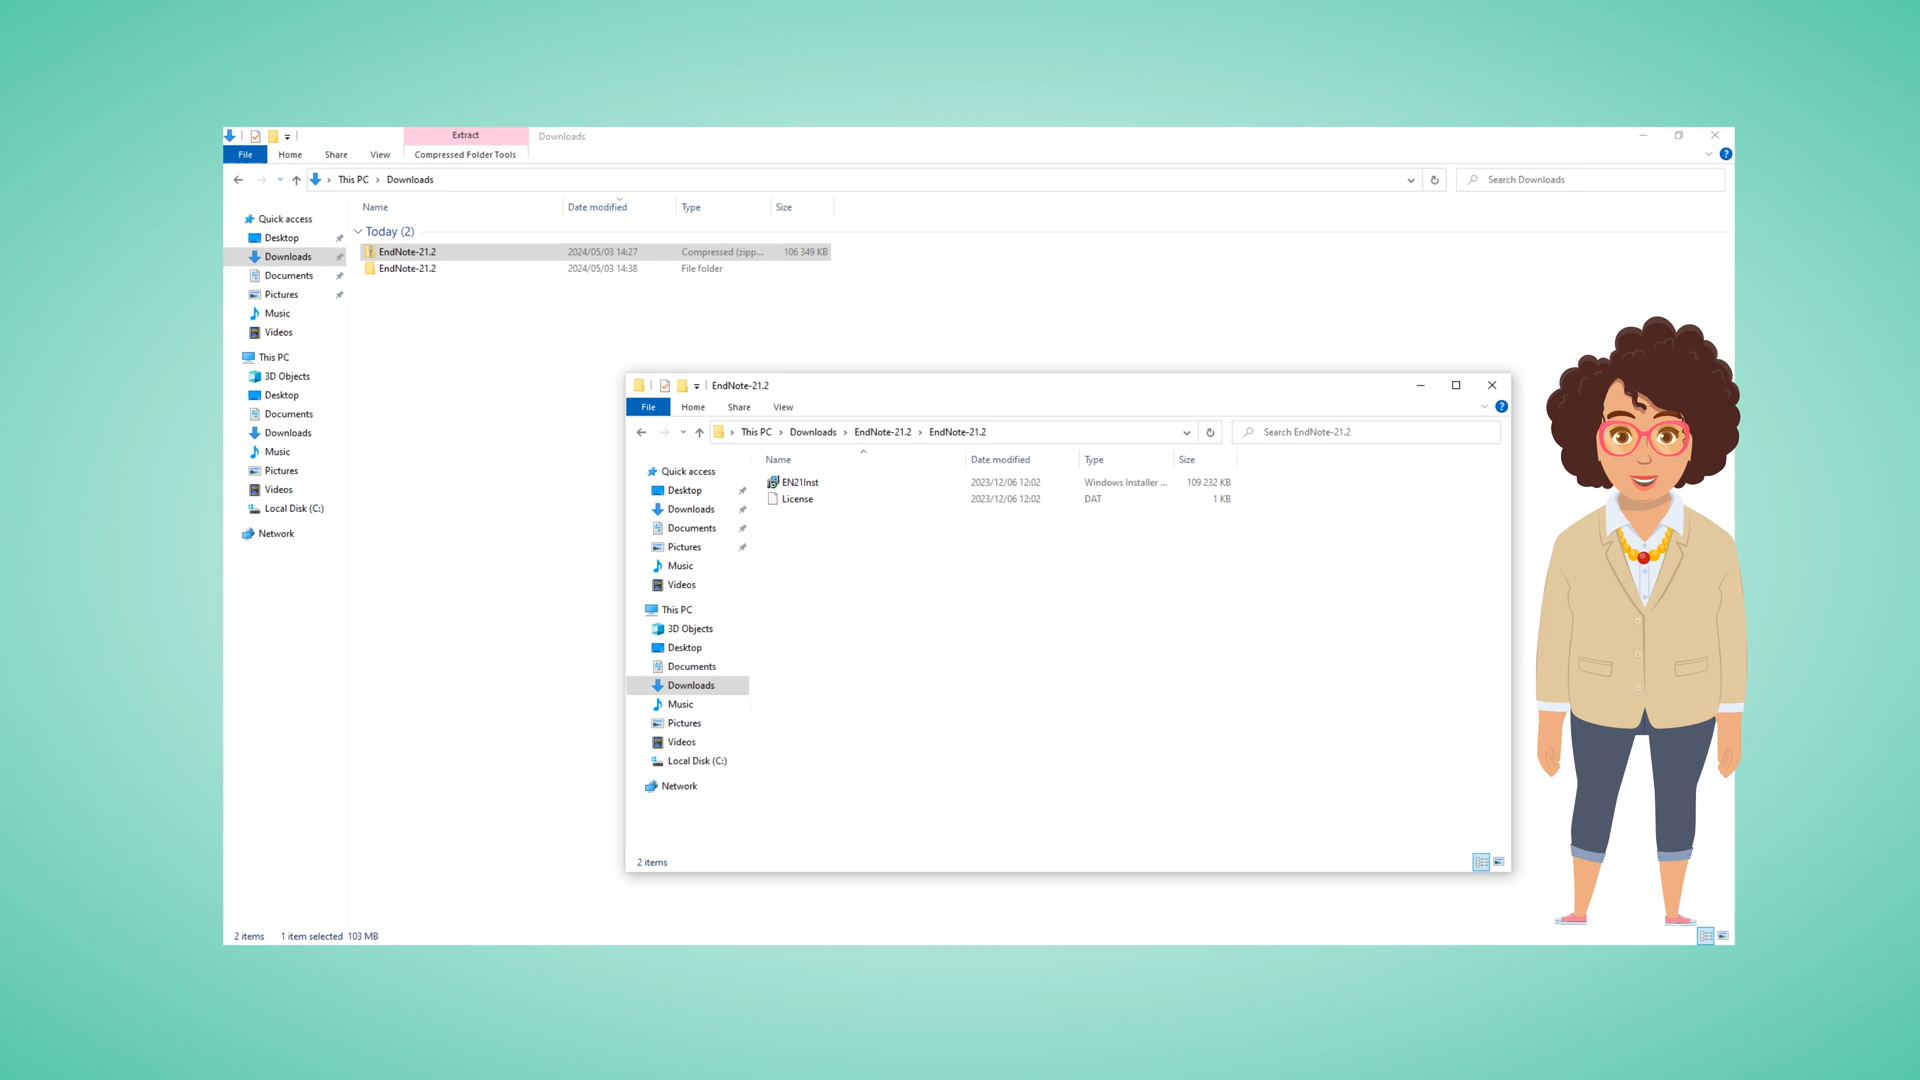 Extract
Downloads
File
Home
Share
View
Compressed Folder Tools
This PC
Downloads
Search Downloads
Name
Date modified
Type
Size
Quick access
Desktop
Downloads
Documents
Pictures
Music
Videos
This PC
3D Objects
Desktop
Documents
Downloads
Music
Pictures
Videos
Local Disk (C:)
Network
Today (2)
EndNote-21.2 2024/05/03 14:27 Compressed (zipp... 106 349 KB
EndNote-21.2 2024/05/03 14:38 File folder
2 items 1 item selected 103 MB
EndNote-21.2
File
Home
Share
View
This PC
Downloads
EndNote-21.2
EndNote-21.2
Search EndNote-21.2
Name
Date modified
Type
Size
Quick access
Desktop
Downloads
Documents
Pictures
Music
Videos
This PC
3D Objects
Desktop
Documents
Downloads
Music
Pictures
Videos
Local Disk (C:)
Network
EN21Inst 2023/12/06 12:02 Windows Installer ... 109 232 KB
License 2023/12/06 12:02 DAT 1 KB
2 items